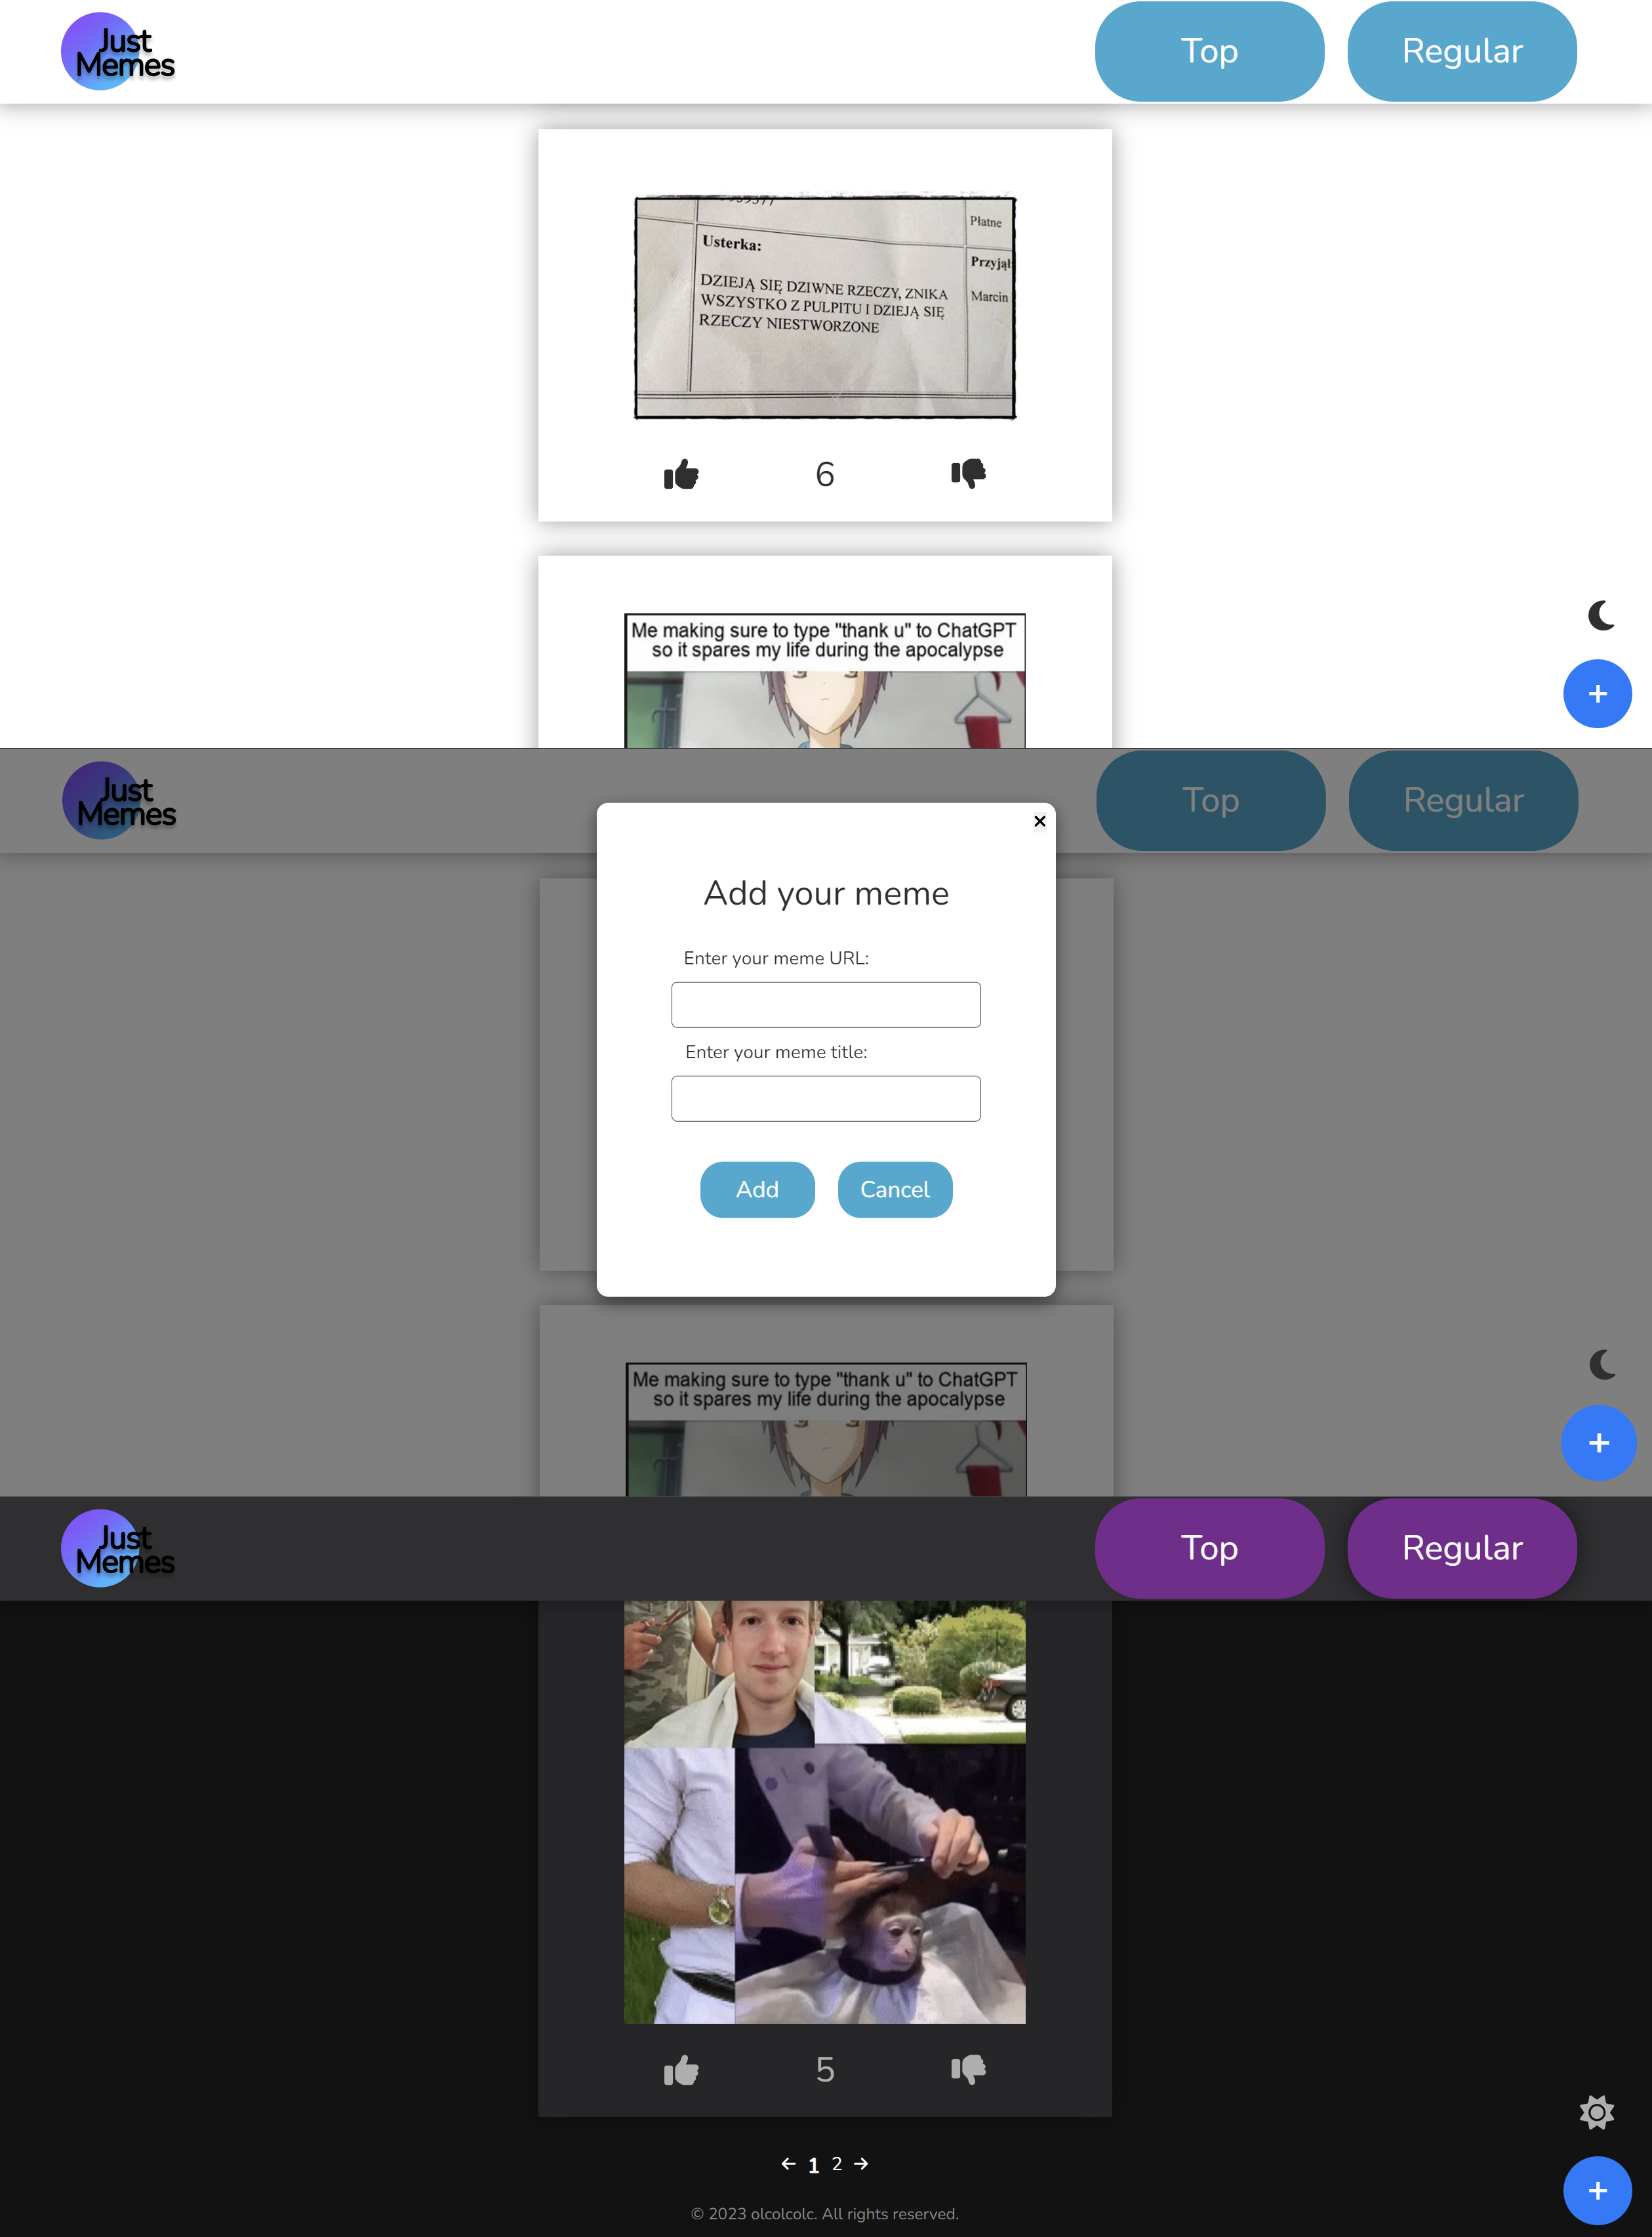 Just
Memes
Top
Regular
Płatne
Usterka:
Marcin
DZIEJĄ SIĘ DZIWNE RZECZY, ZNIKA
WSZYSTKO Z PULPITU I DZIEJĄ SIĘ
RZECZY NIESTWORZONE
6
Me making sure to type "thank u" to ChatGPT
so it spares my life during the apocalypse
+
Just
Memes
Top
Regular
Add your meme
Enter your meme URL:
Enter your meme title:
Add
Cancel
Me making sure to type "thank u" to ChatGPT
so it spares my life during the apocalypse
+
Just
Memes
Top
Regular
5
← 1 2 →
+
© 2023 olcolcolc. All rights reserved.